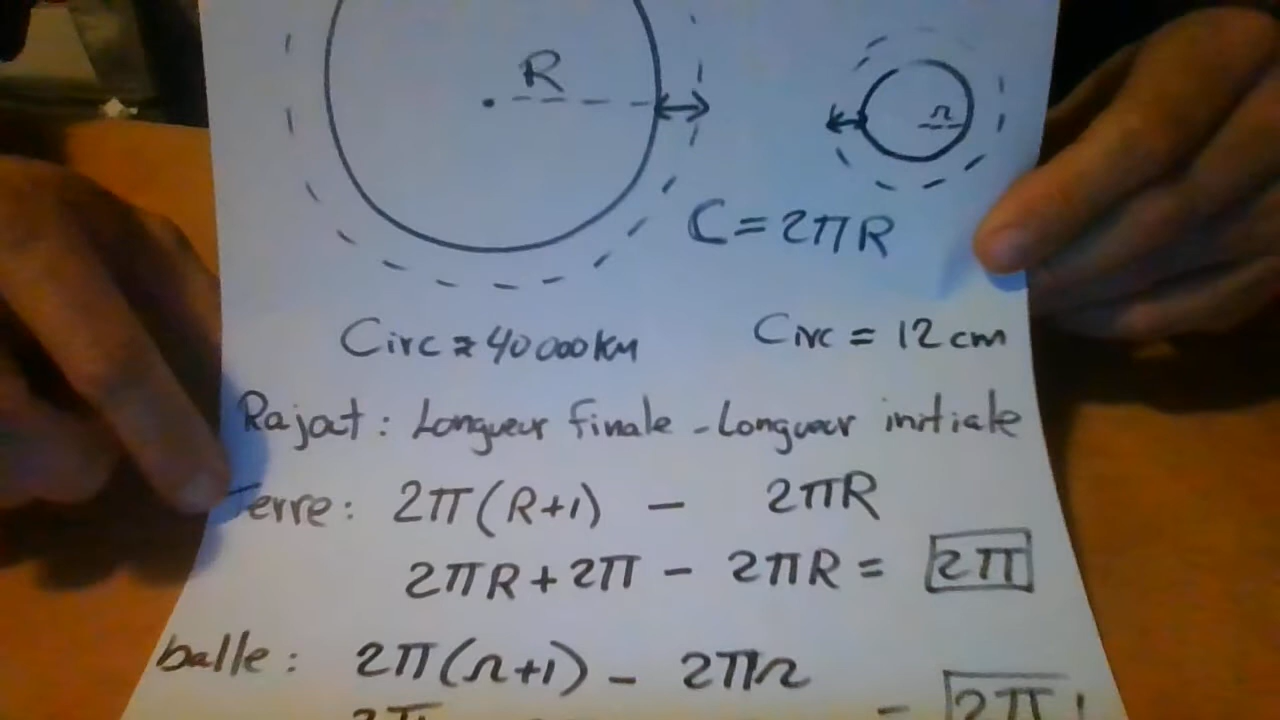 R
r
C = 2πR
Circ ≈ 40 000 km
Circ = 12 cm
Rajout : Longueur finale - Longueur initiale
Terre : 2π(R+1) - 2πR
2πR + 2π - 2πR = 2π
balle : 2π(r+1) - 2πr
= 2π !